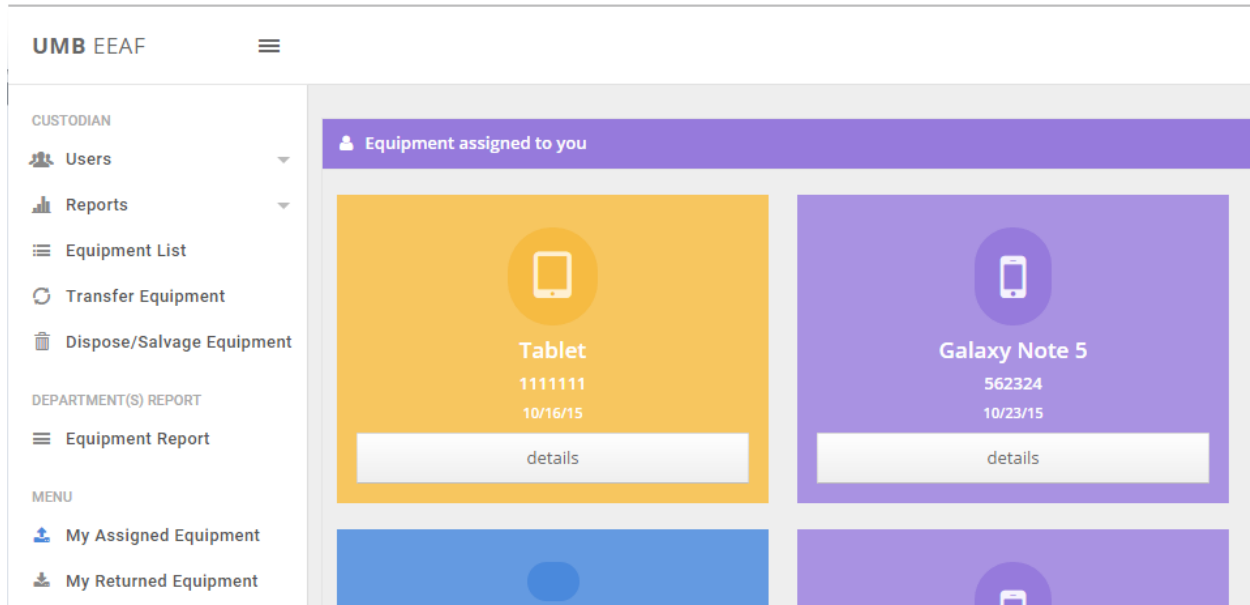 UMB EEAF
CUSTODIAN
Users
Reports
Equipment List
Transfer Equipment
Dispose/Salvage Equipment
DEPARTMENT(S) REPORT
Equipment Report
MENU
My Assigned Equipment
My Returned Equipment
Equipment assigned to you
Tablet
1111111
10/16/15
details
Galaxy Note 5
562324
10/23/15
details